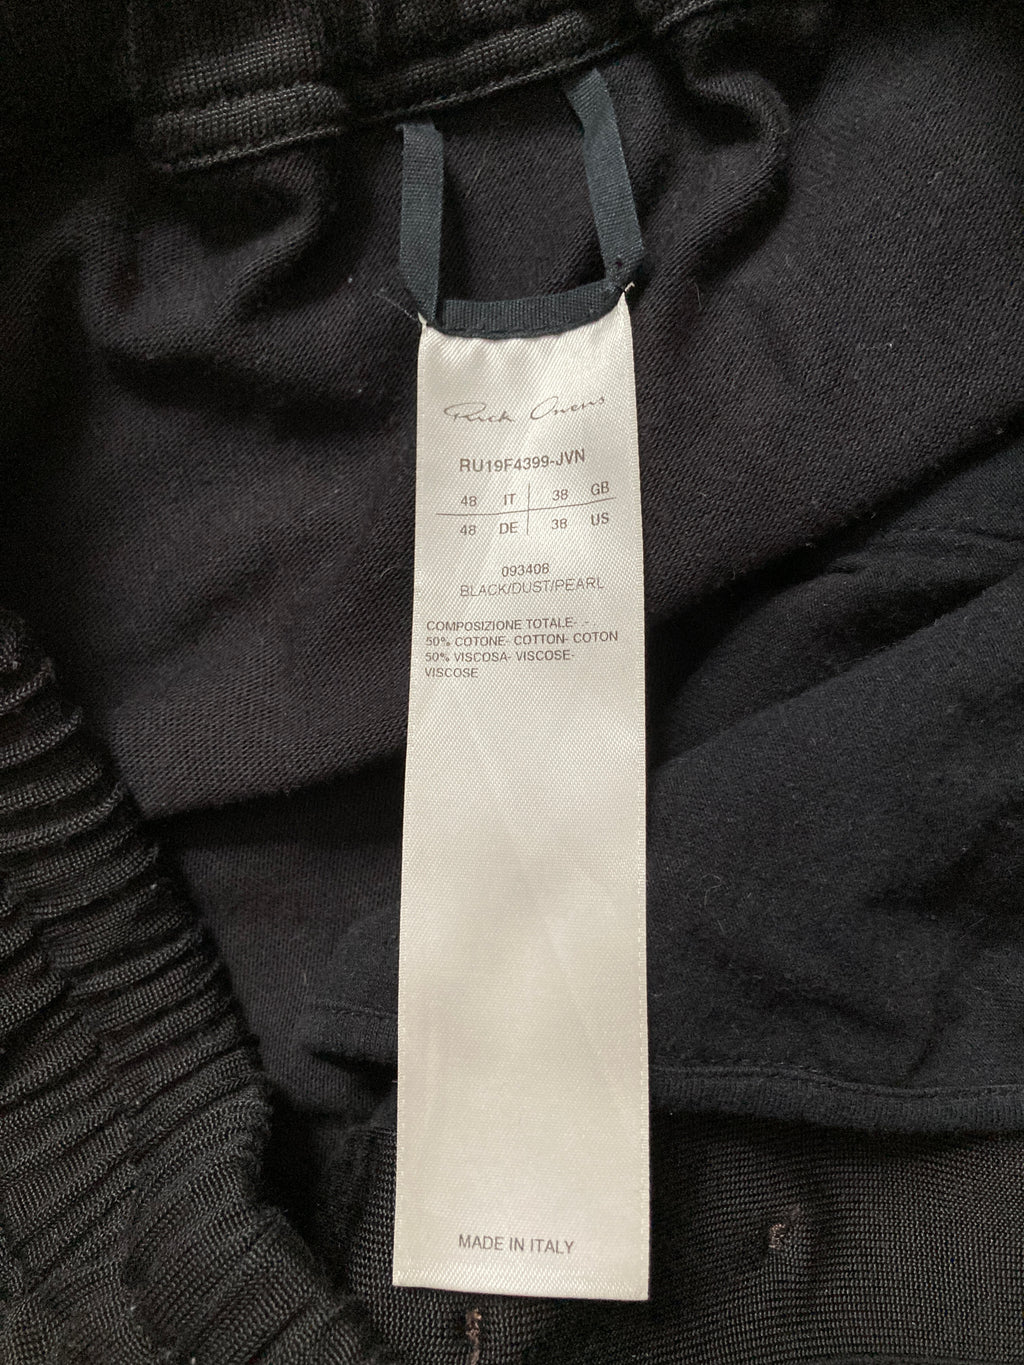 Rick Owens
RU19F4399-JVN
48 IT 38 GB
48 DE 38 US
093408
BLACK/DUST/PEARL
COMPOSIZIONE TOTALE- - .
50% COTONE- COTTON- COTON
50% VISCOSA- VISCOSE-
VISCOSE
MADE IN ITALY